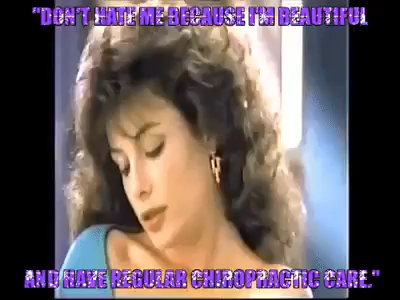 "DON'T HATE ME BECAUSE I'M BEAUTIFUL
AND HAVE REGULAR CHIROPRACTIC CARE."